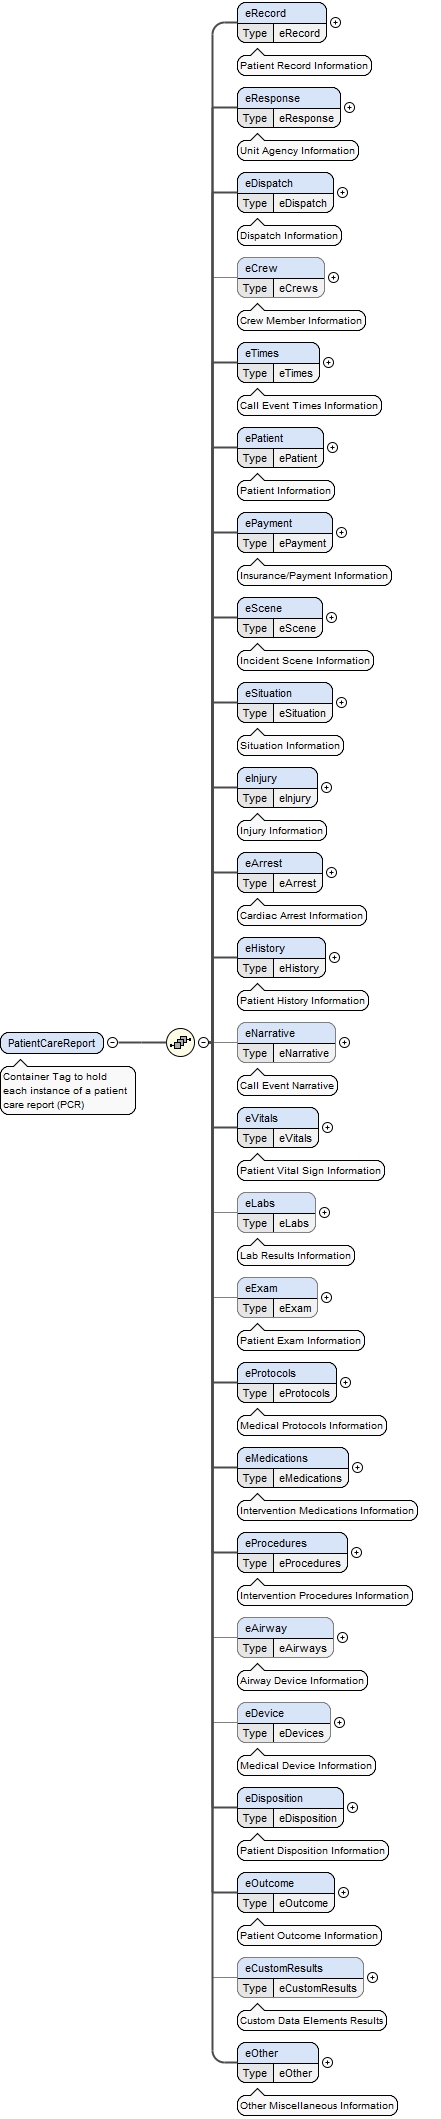 eRecord
Type eRecord
Patient Record Information
eResponse
Type eResponse
Unit Agency Information
eDispatch
Type eDispatch
Dispatch Information
eCrew
Type eCrews
Crew Member Information
eTimes
Type eTimes
Call Event Times Information
ePatient
Type ePatient
Patient Information
ePayment
Type ePayment
Insurance/Payment Information
eScene
Type eScene
Incident Scene Information
eSituation
Type eSituation
Situation Information
eInjury
Type eInjury
Injury Information
eArrest
Type eArrest
Cardiac Arrest Information
eHistory
Type eHistory
Patient History Information
PatientCareReport
Container Tag to hold
each instance of a patient
care report (PCR)
eNarrative
Type eNarrative
Call Event Narrative
eVitals
Type eVitals
Patient Vital Sign Information
eLabs
Type eLabs
Lab Results Information
eExam
Type eExam
Patient Exam Information
eProtocols
Type eProtocols
Medical Protocols Information
eMedications
Type eMedications
Intervention Medications Information
eProcedures
Type eProcedures
Intervention Procedures Information
eAirway
Type eAirways
Airway Device Information
eDevice
Type eDevices
Medical Device Information
eDisposition
Type eDisposition
Patient Disposition Information
eOutcome
Type eOutcome
Patient Outcome Information
eCustomResults
Type eCustomResults
Custom Data Elements Results
eOther
Type eOther
Other Miscellaneous Information